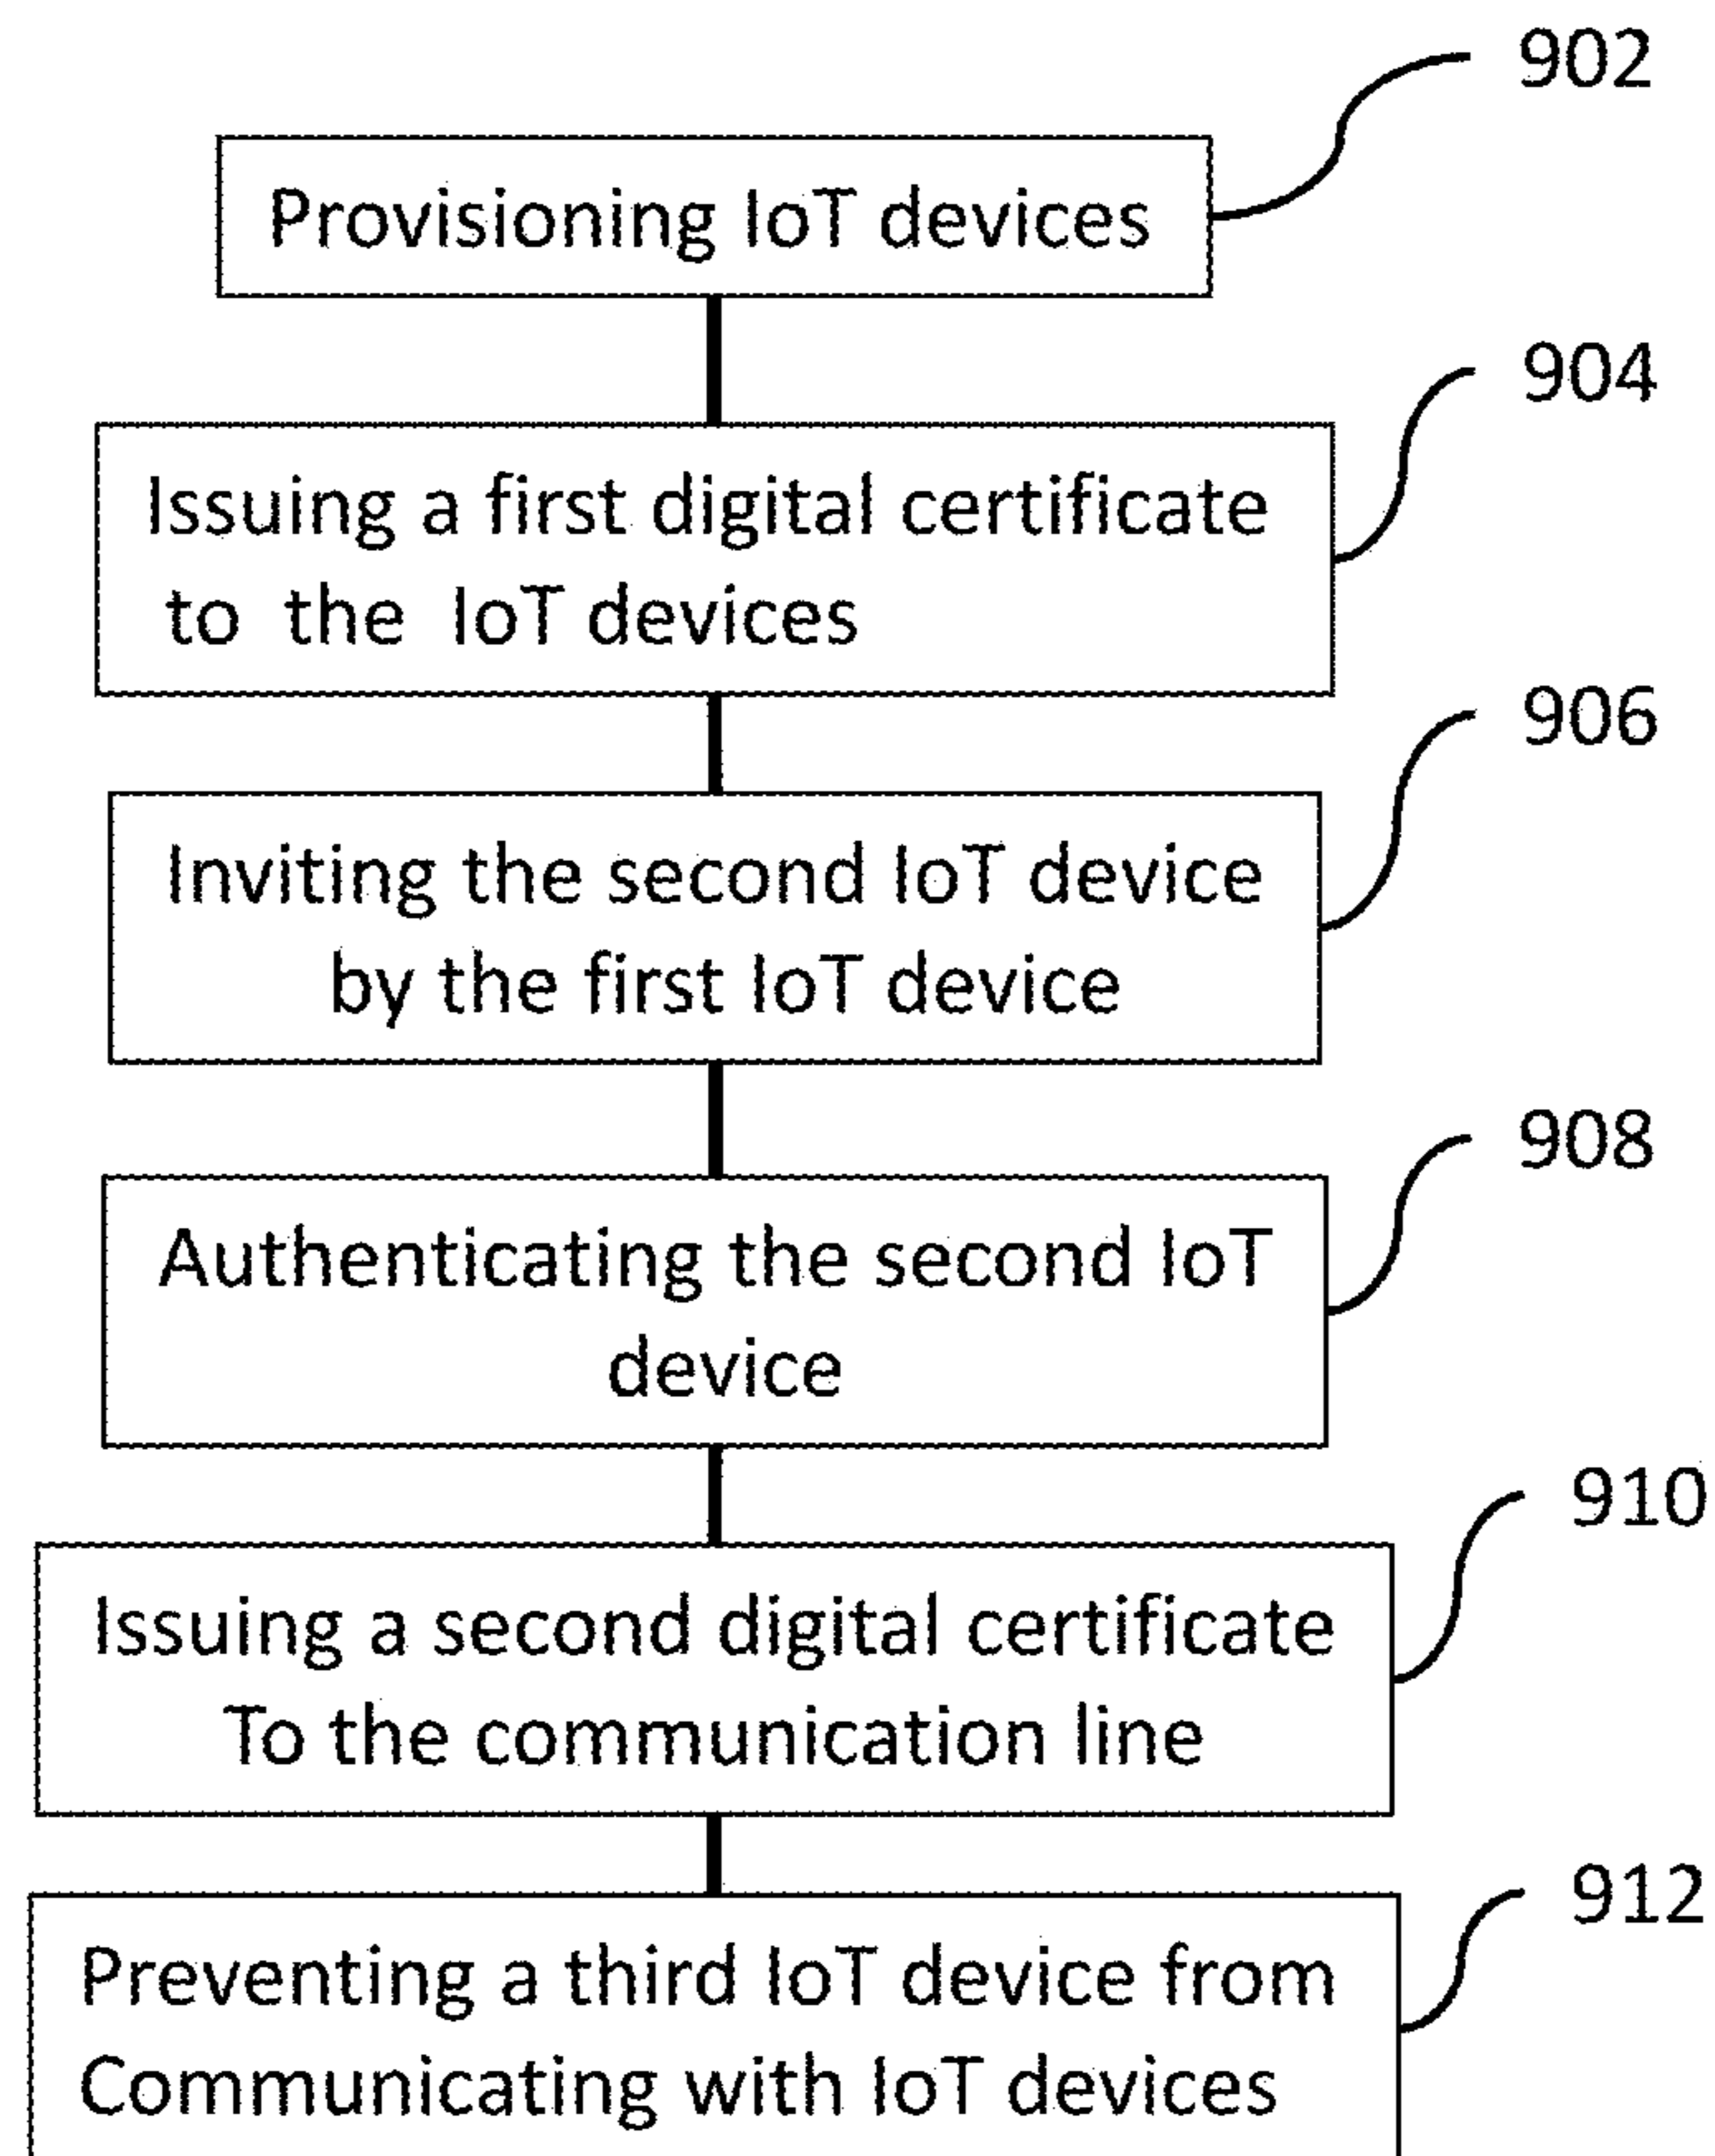 902
Provisioning IoT devices
904
Issuing a first digital certificate
to the IoT devices
906
Inviting the second IoT device
by the first IoT device
908
Authenticating the second IoT
device
910
Issuing a second digital certificate
To the communication line
912
Preventing a third IoT device from
Communicating with IoT devices